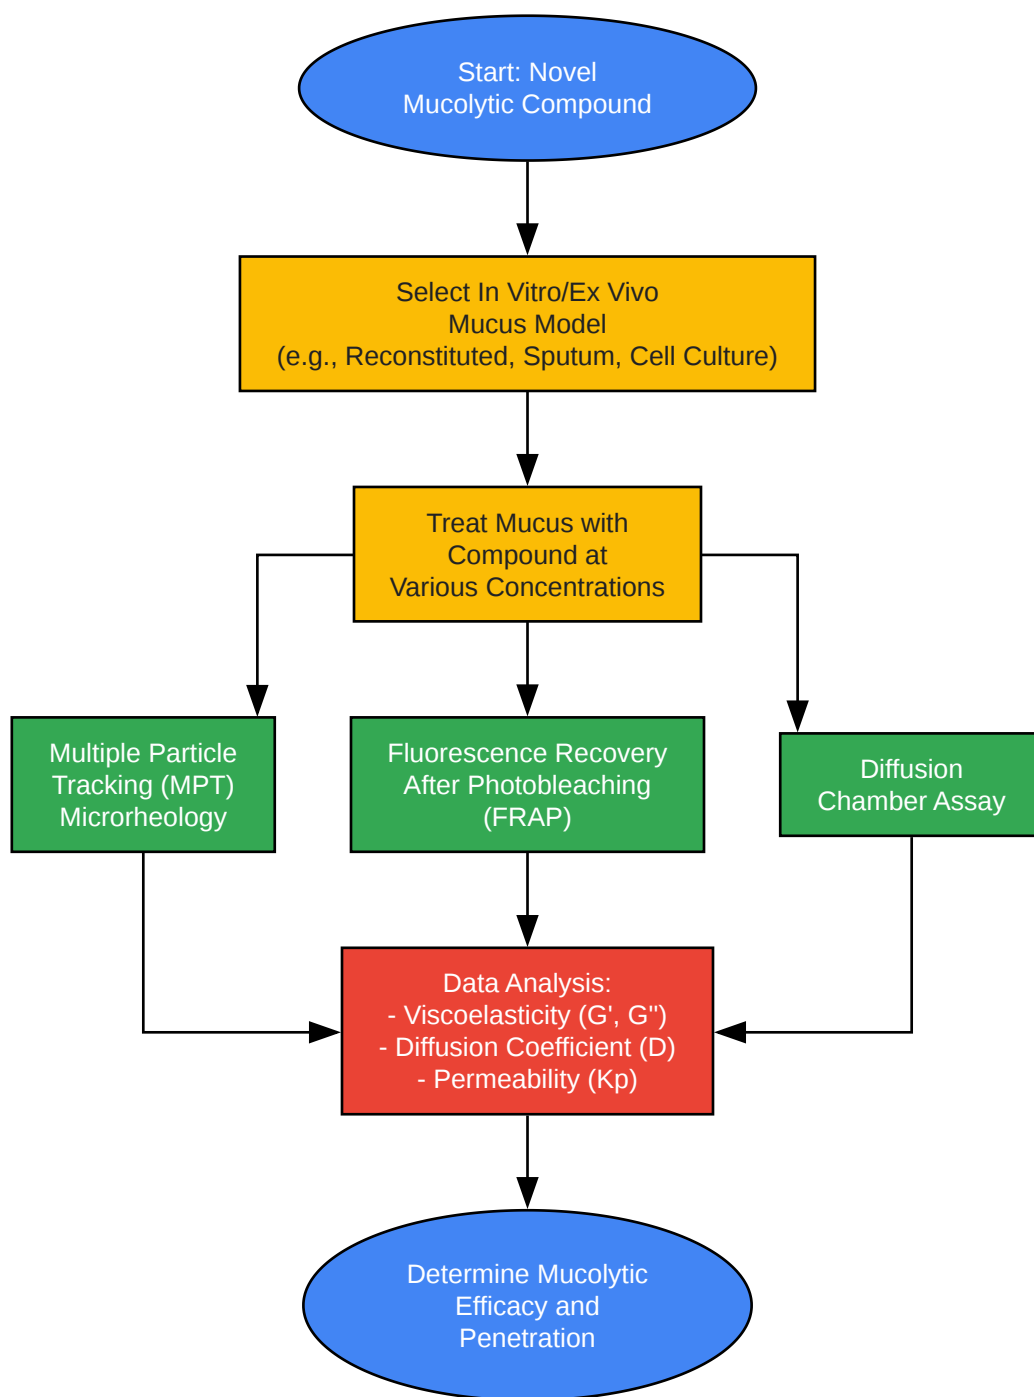 Start: Novel
Mucolytic Compound
Select In Vitro/Ex Vivo
Mucus Model
(e.g., Reconstituted, Sputum, Cell Culture)
Treat Mucus with
Compound at
Various Concentrations
Multiple Particle
Tracking (MPT)
Microrheology
Fluorescence Recovery
After Photobleaching
(FRAP)
Diffusion
Chamber Assay
Data Analysis:
- Viscoelasticity (G', G")
- Diffusion Coefficient (D)
- Permeability (Kp)
Determine Mucolytic
Efficacy and
Penetration